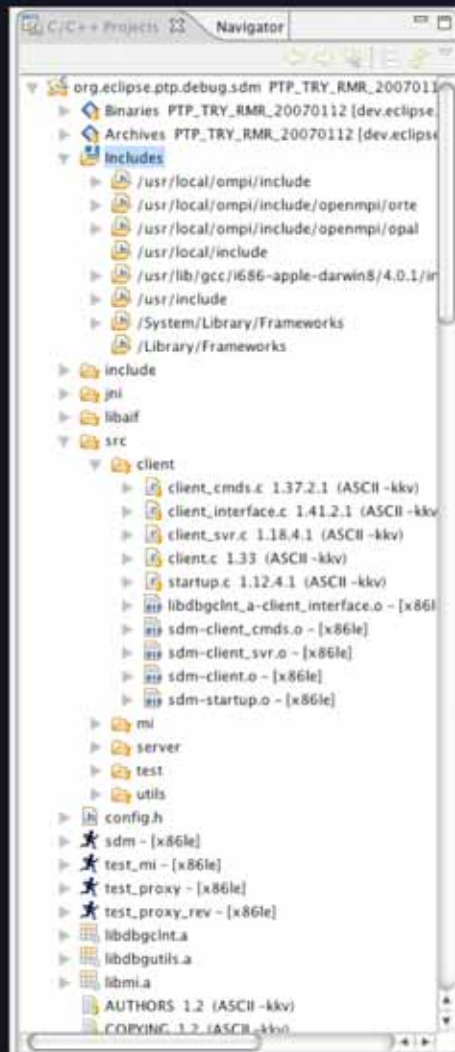 C/C++ Projects Navigator
org.eclipse.ptp.debug.sdm PTP_TRY_RMR_2007011
Binaries PTP_TRY_RMR_20070112 [dev.eclipse.
Archives PTP_TRY_RMR_20070112 [dev.eclipse
Includes
/usr/local/ompi/include
/usr/local/ompi/include/openmpi/orte
/usr/local/ompi/include/openmpi/opal
/usr/local/include
/usr/lib/gcc/i686-apple-darwin8/4.0.1/in
/usr/include
/System/Library/Frameworks
/Library/Frameworks
include
jni
libaif
src
client
client_cmds.c 1.37.2.1 (ASCII -kkv)
client_interface.c 1.41.2.1 (ASCII -kkv
client_svr.c 1.18.4.1 (ASCII -kkv)
client.c 1.33 (ASCII -kkv)
startup.c 1.12.4.1 (ASCII -kkv)
libdbgclnt_a-client_interface.o - [x86l
sdm-client_cmds.o - [x86le]
sdm-client_svr.o - [x86le]
sdm-client.o - [x86le]
sdm-startup.o - [x86le]
mi
server
test
utils
config.h
sdm - [x86le]
test_mi - [x86le]
test_proxy - [x86le]
test_proxy_rev - [x86le]
libdbgclnt.a
libdbgutils.a
libmi.a
AUTHORS 1.2 (ASCII -kkv)
COPYING 1.2 (ASCII -kkv)